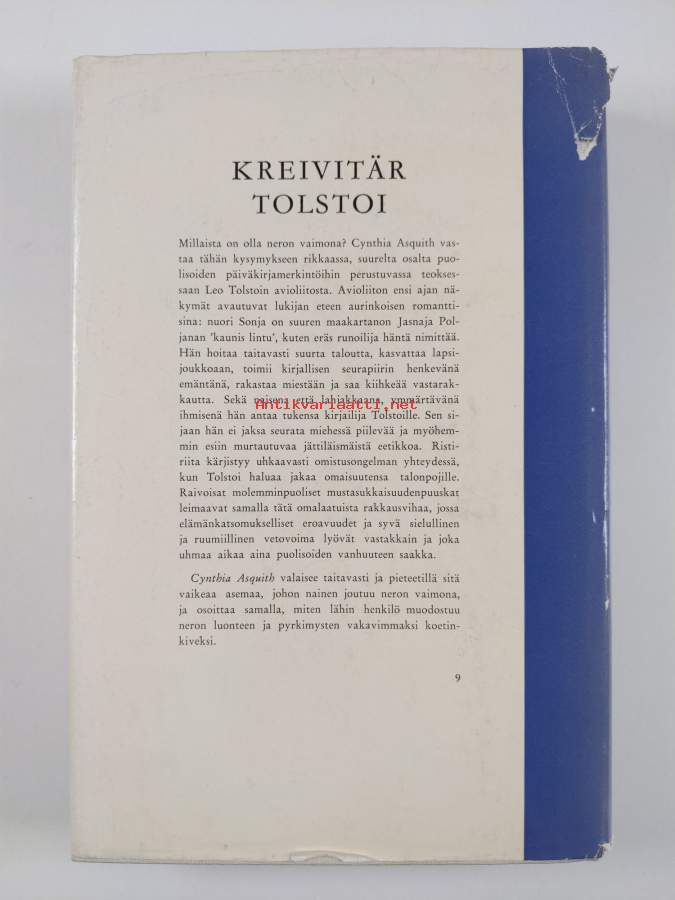 KREIVITÄR
TOLSTOI
Millaista on olla neron vaimona? Cynthia Asquith vas-
taa tähän kysymykseen rikkaassa, suurelta osalta puo-
lisoiden päiväkirjamerkintöihin perustuvassa teokses-
saan Leo Tolstoin avioliitosta. Avioliiton ensi ajan nä-
kymät avautuvat lukijan eteen aurinkoisen romantti-
sina: nuori Sonja on suuren maakartanon Jasnaja Pol-
janan 'kaunis lintu', kuten eräs runoilija häntä nimittää.
Hän hoitaa taitavasti suurta taloutta, kasvattaa lapsi-
joukkoaan, toimii kirjallisen seurapiirin henkevänä
emäntänä, rakastaa miestään ja saa kiihkeää vastarak-
kautta. Sekä naisena että lahjakkaana, ymmärtävänä
Antikvariaatti.net
ihmisenä hän antaa tukensa kirjailija Tolstoille. Sen si-
jaan hän ei jaksa seurata miehessä piilevää ja myöhem-
min esiin murtautuvaa jättiläismäistä eetikkoa. Risti-
riita kärjistyy uhkaavasti omistusongelman yhteydessä,
kun Tolstoi haluaa jakaa omaisuutensa talonpojille.
Raivoisat molemminpuoliset mustasukkaisuudenpuuskat
leimaavat samalla tätä omalaatuista rakkausvihaa, jossa
elämänkatsomukselliset eroavuudet ja syvä sielullinen
ja ruumiillinen vetovoima lyövät vastakkain ja joka
uhmaa aikaa aina puolisoiden vanhuuteen saakka.
Cynthia Asquith valaisee taitavasti ja pieteetillä sitä
vaikeaa asemaa, johon nainen joutuu neron vaimona,
ja osoittaa samalla, miten lähin henkilö muodostuu
neron luonteen ja pyrkimysten vakavimmaksi koetin-
kiveksi.
9